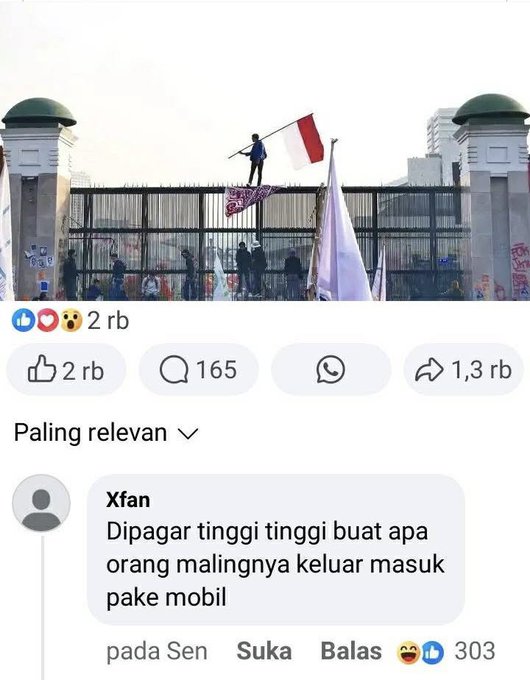 2 rb
2 rb
165
1,3 rb
Paling relevan
Xfan
Dipagar tinggi tinggi buat apa
orang malingnya keluar masuk
pake mobil
pada Sen Suka Balas 303